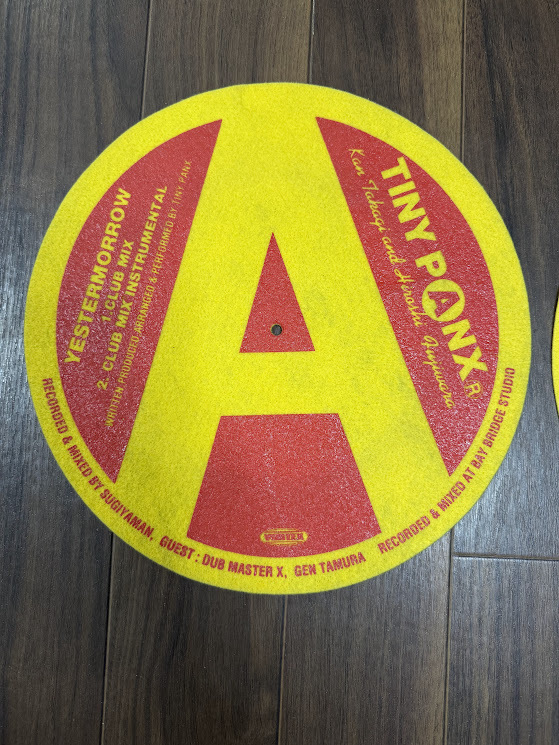 A
YESTERMORROW
1. CLUB MIX
2. CLUB MIX INSTRUMENTAL
WRITTEN PRODUCED ARRANGED & PERFORMED BY TINY PANX
TINY PANX R
Kan Takagi and Hiroshi Fujiwara
RECORDED & MIXED BY SUGIYAMAN, GUEST : DUB MASTER X, GEN TAMURA RECORDED & MIXED AT BAY BRIDGE STUDIO